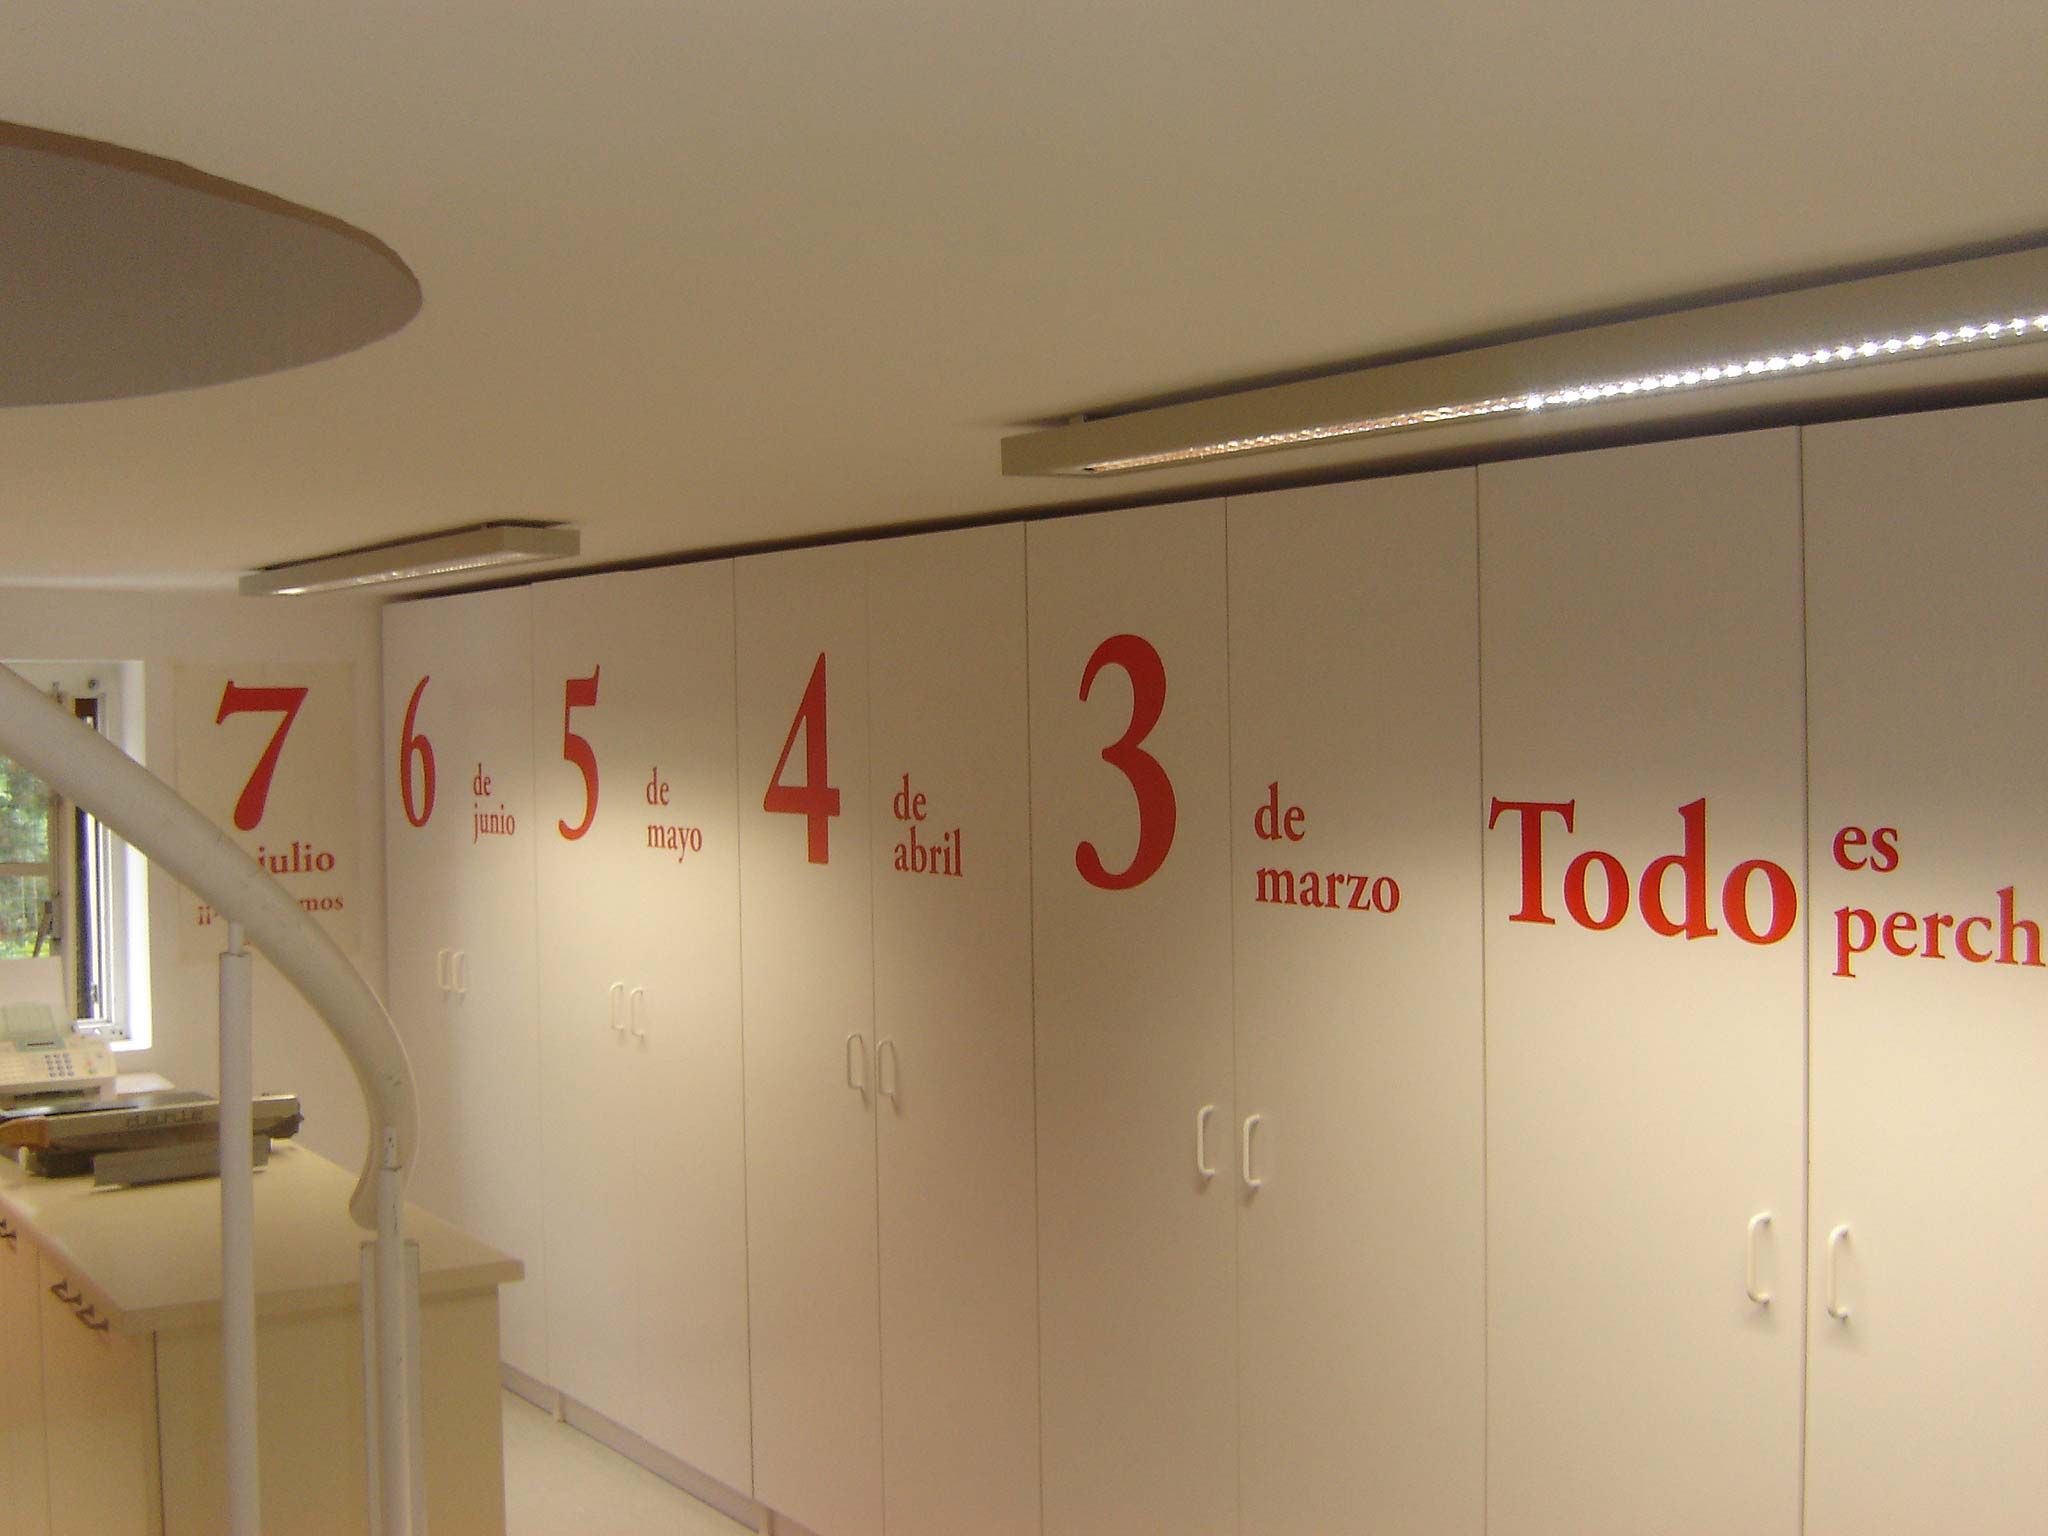 7
julio
6
de
junio
5
de
mayo
4
de
abril
3
de
marzo
Todo
es
perch